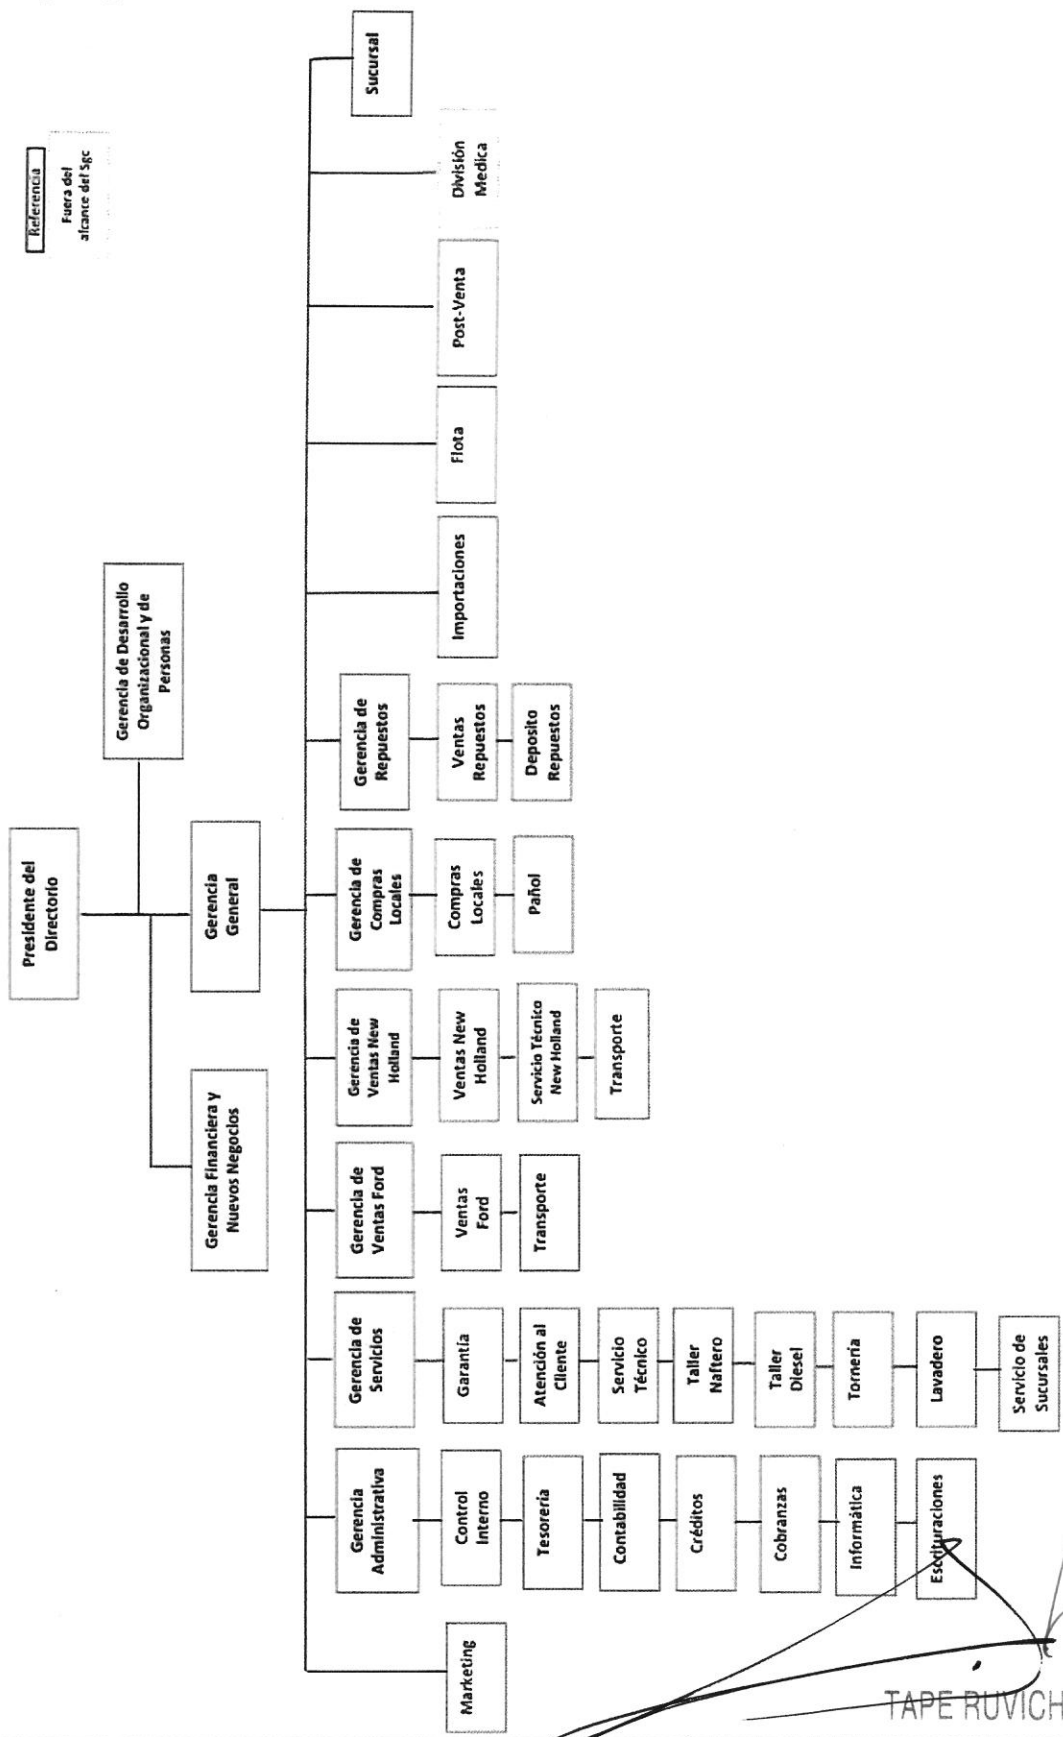 Referencia
Fuera del
alcance del Sgc
Presidente del
Directorio
Gerencia de Desarrollo
Organizacional y de
Personas
Gerencia Financiera y
Nuevos Negocios
Gerencia
General
Marketing
Gerencia
Administrativa
Control
Interno
Tesorería
Contabilidad
Créditos
Cobranzas
Informática
Escrituraciones
Gerencia de
Servicios
Garantía
Atención al
Cliente
Servicio
Técnico
Taller
Naftero
Taller
Diesel
Tornería
Lavadero
Servicio de
Sucursales
Gerencia de
Ventas Ford
Ventas
Ford
Transporte
Gerencia de
Ventas New
Holland
Ventas New
Holland
Servicio Técnico
New Holland
Transporte
Gerencia de
Compras
Locales
Compras
Locales
Pañol
Gerencia de
Repuestos
Ventas
Repuestos
Deposito
Repuestos
Importaciones
Flota
Post-Venta
División
Medica
Sucursal
TAPE RUVICH